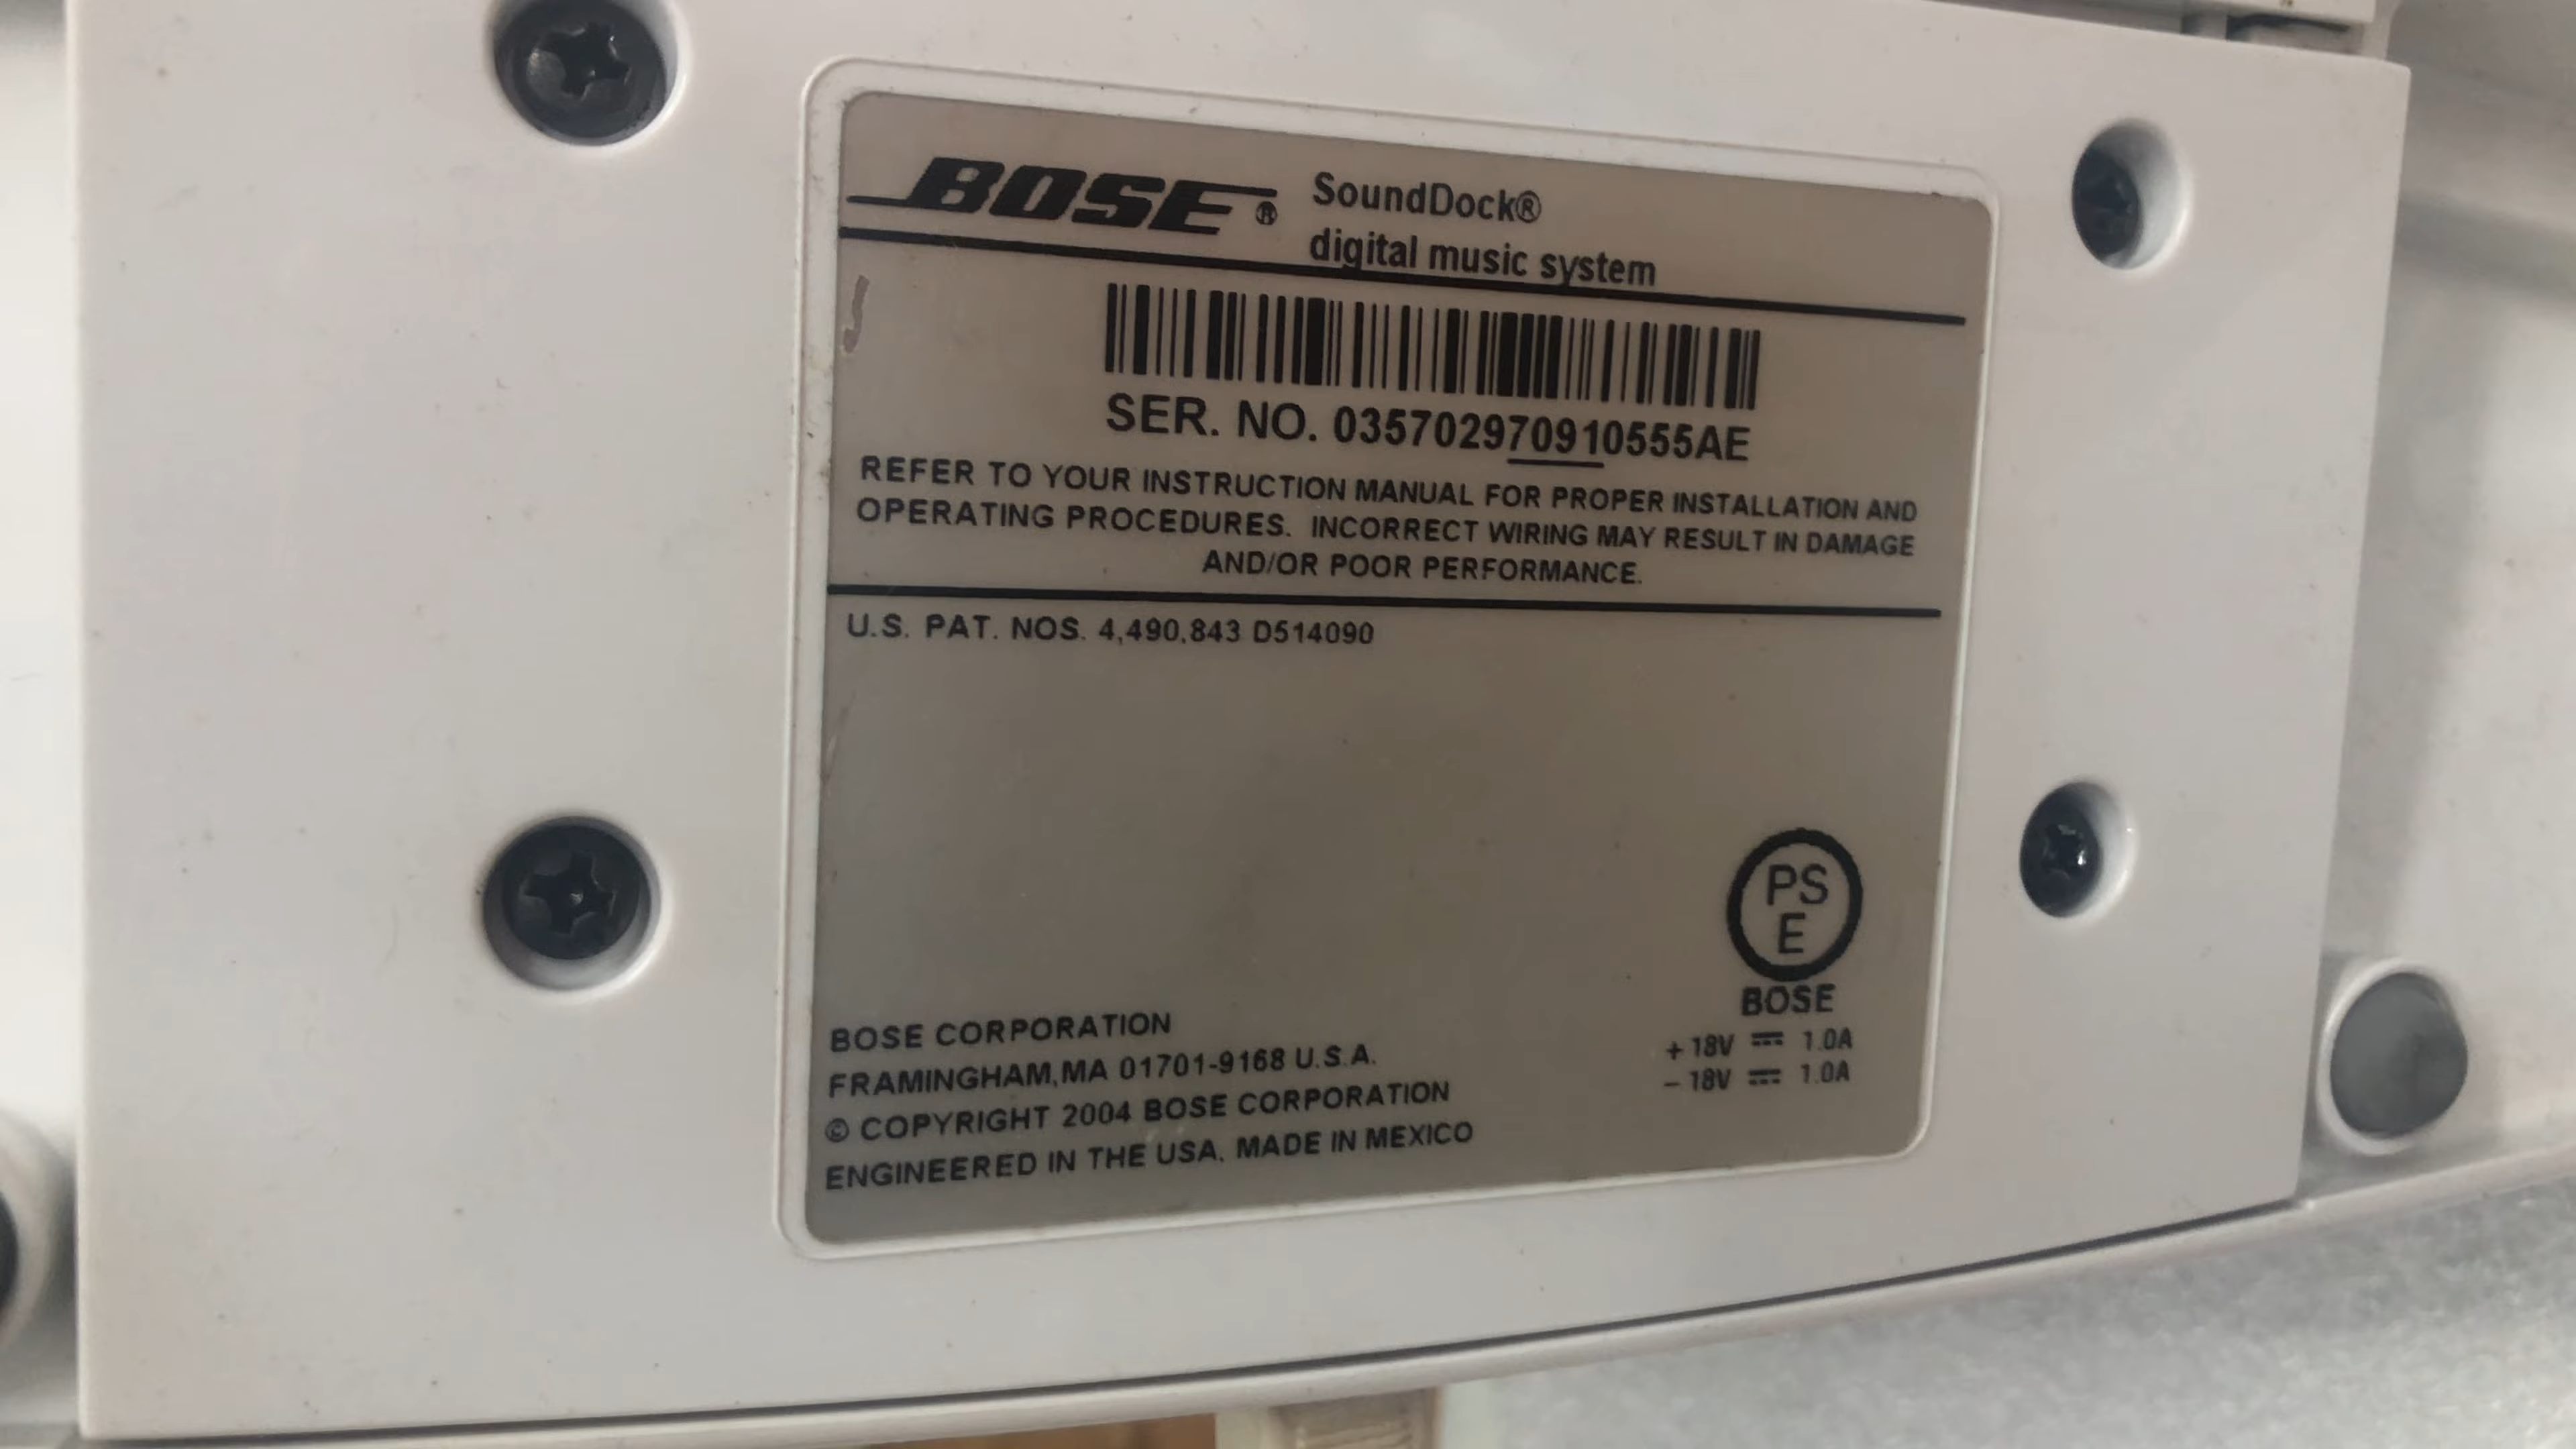 BOSE® SoundDock®
digital music system
SER. NO. 035702970910555AE
REFER TO YOUR INSTRUCTION MANUAL FOR PROPER INSTALLATION AND
OPERATING PROCEDURES. INCORRECT WIRING MAY RESULT IN DAMAGE
AND/OR POOR PERFORMANCE.
U.S. PAT. NOS. 4,490,843 D514090
PS
E
BOSE
+18V ⎓ 1.0A
-18V ⎓ 1.0A
BOSE CORPORATION
FRAMINGHAM,MA 01701-9168 U.S.A.
© COPYRIGHT 2004 BOSE CORPORATION
ENGINEERED IN THE USA, MADE IN MEXICO